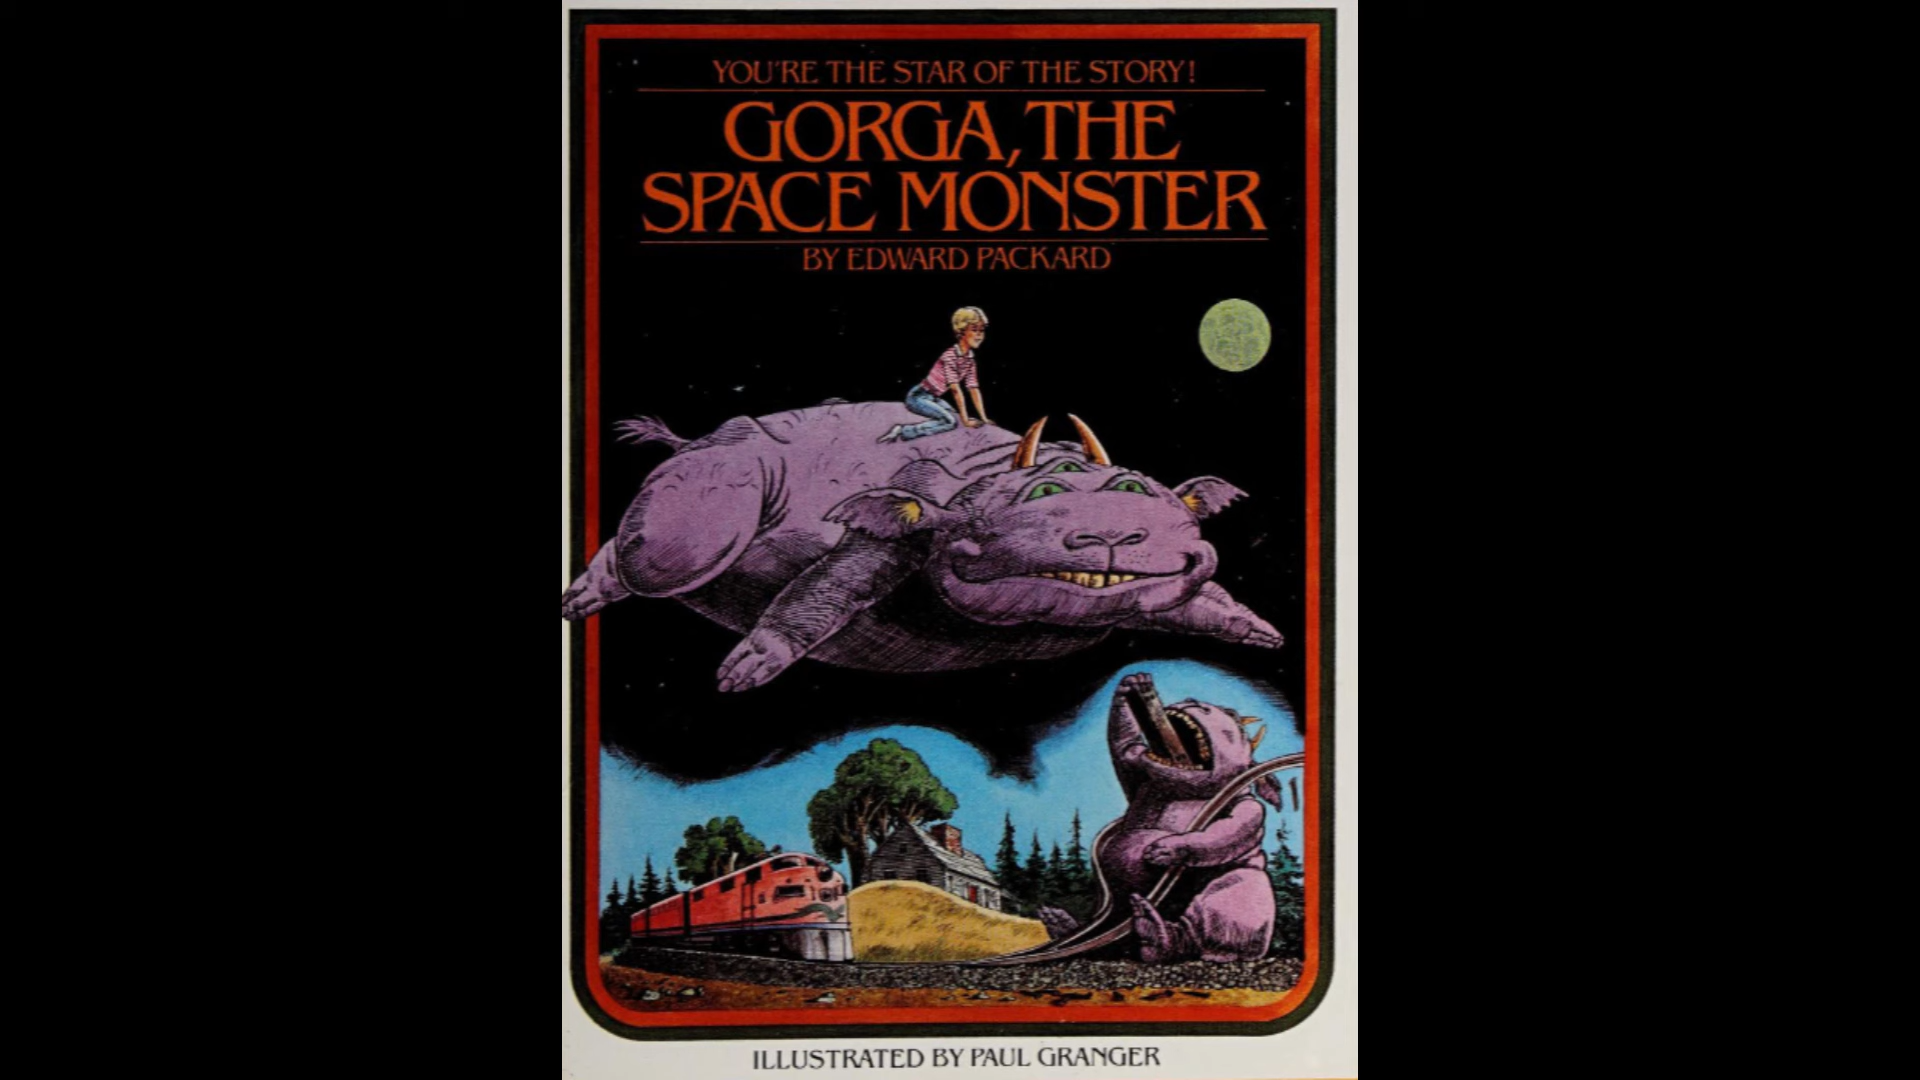 YOU'RE THE STAR OF THE STORY!
GORGA, THE
SPACE MONSTER
BY EDWARD PACKARD
ILLUSTRATED BY PAUL GRANGER